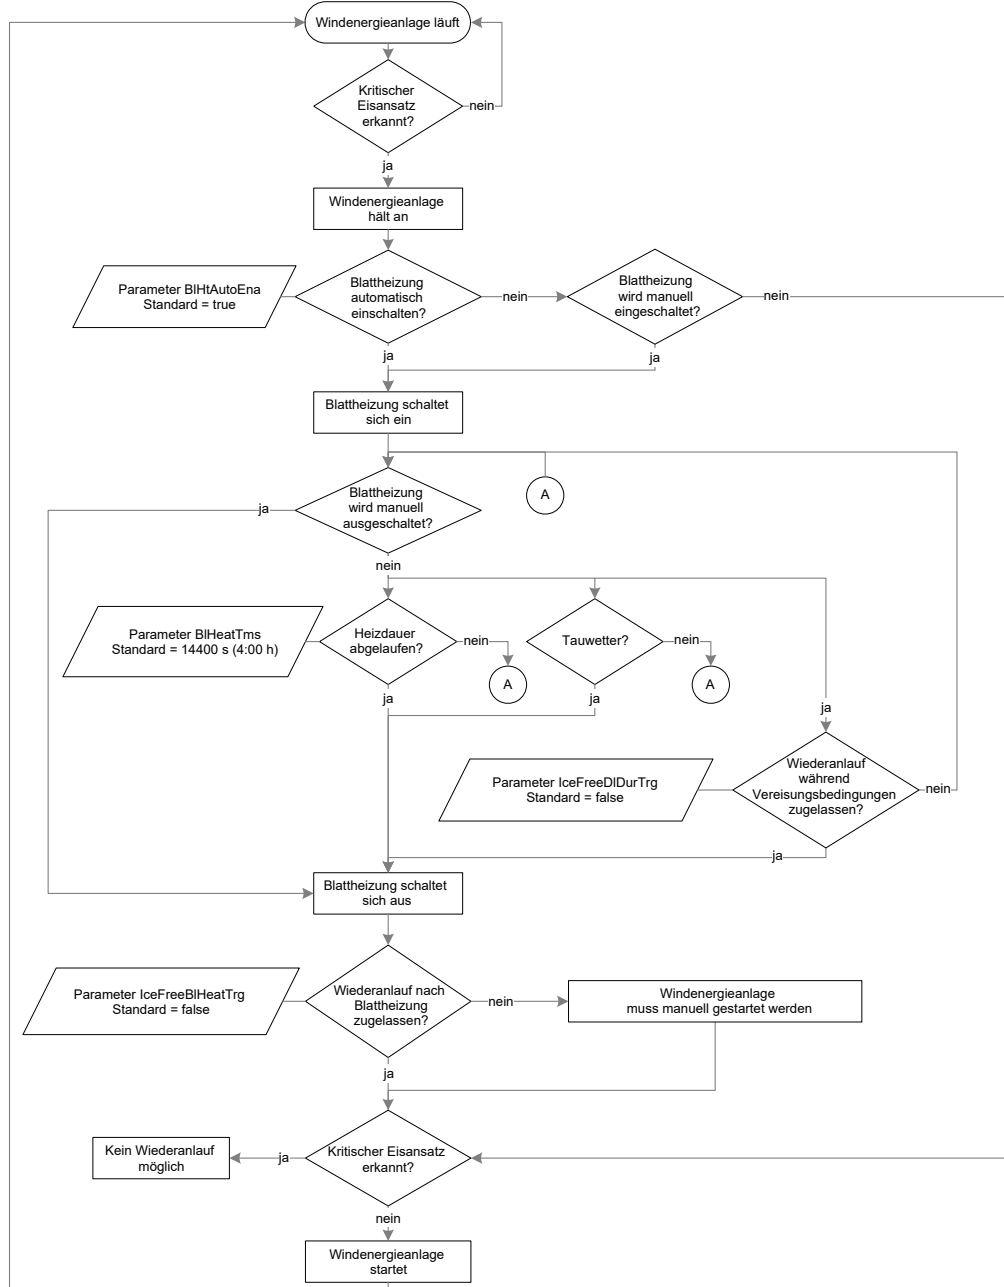 Windenergieanlage läuft
Kritischer
Eisansatz
erkannt?
nein
ja
Windenergieanlage
hält an
Parameter BlHtAutoEna
Standard = true
Blattheizung
automatisch
einschalten?
nein
Blattheizung
wird manuell
eingeschaltet?
nein
ja
ja
Blattheizung schaltet
sich ein
A
Blattheizung
wird manuell
ausgeschaltet?
ja
nein
Parameter BlHeatTms
Standard = 14400 s (4:00 h)
Heizdauer
abgelaufen?
nein
A
Tauwetter?
nein
A
ja
ja
ja
Parameter IceFreeDlDurTrg
Standard = false
Wiederanlauf
während
Vereisungsbedingungen
zugelassen?
nein
ja
Blattheizung schaltet
sich aus
Parameter IceFreeBlHeatTrg
Standard = false
Wiederanlauf nach
Blattheizung
zugelassen?
nein
Windenergieanlage
muss manuell gestartet werden
ja
Kein Wiederanlauf
möglich
ja
Kritischer Eisansatz
erkannt?
nein
Windenergieanlage
startet